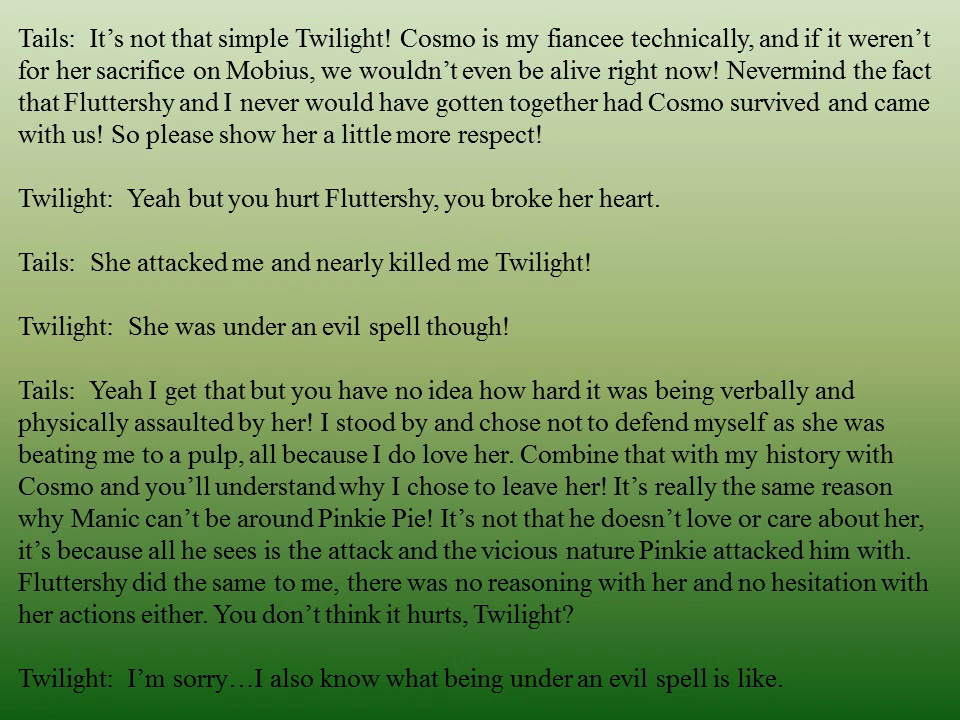 Tails:  It’s not that simple Twilight! Cosmo is my fiancee technically, and if it weren’t
for her sacrifice on Mobius, we wouldn’t even be alive right now! Nevermind the fact
that Fluttershy and I never would have gotten together had Cosmo survived and came
with us! So please show her a little more respect!
Twilight:  Yeah but you hurt Fluttershy, you broke her heart.
Tails:  She attacked me and nearly killed me Twilight!
Twilight:  She was under an evil spell though!
Tails:  Yeah I get that but you have no idea how hard it was being verbally and
physically assaulted by her! I stood by and chose not to defend myself as she was
beating me to a pulp, all because I do love her. Combine that with my history with
Cosmo and you’ll understand why I chose to leave her! It’s really the same reason
why Manic can’t be around Pinkie Pie! It’s not that he doesn’t love or care about her,
it’s because all he sees is the attack and the vicious nature Pinkie attacked him with.
Fluttershy did the same to me, there was no reasoning with her and no hesitation with
her actions either. You don’t think it hurts, Twilight?
Twilight:  I’m sorry…I also know what being under an evil spell is like.